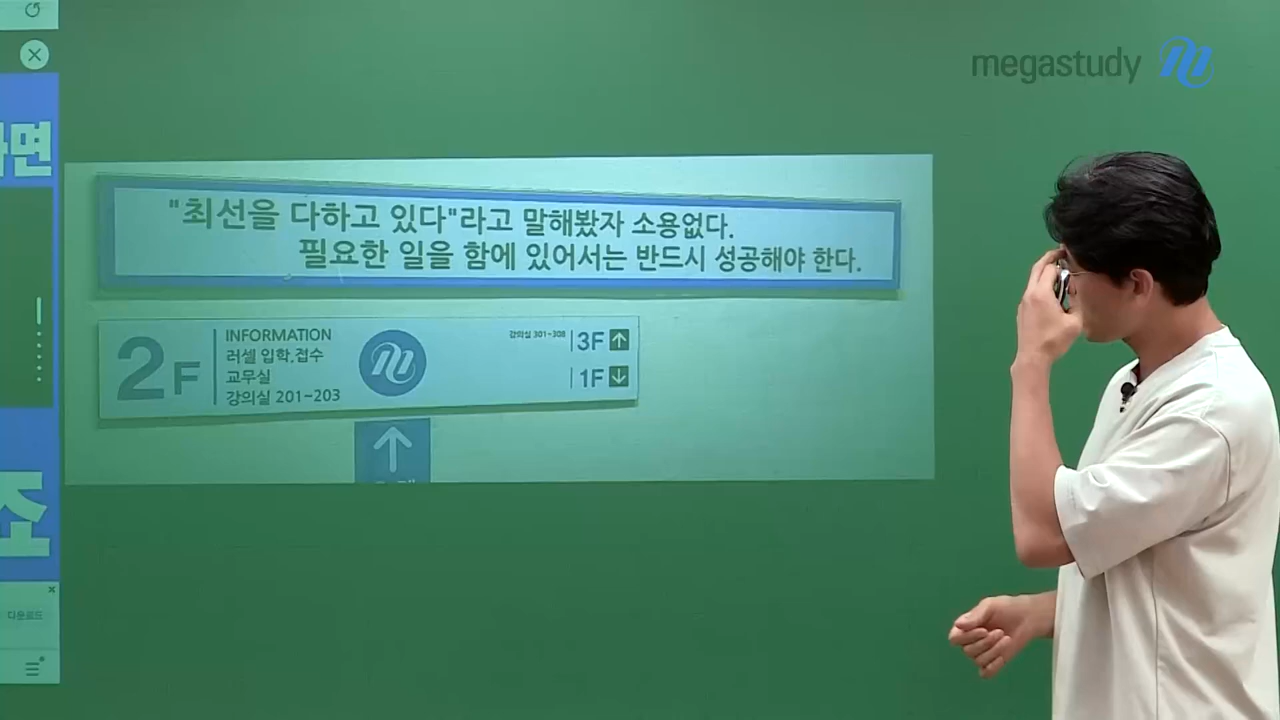 megastudy
라면
"최선을 다하고 있다"라고 말해봤자 소용없다.
필요한 일을 함에 있어서는 반드시 성공해야 한다.
2F
INFORMATION
러셀 입학,접수
교무실
강의실 201-203
강의실 301-308
3F
1F
조
다운로드